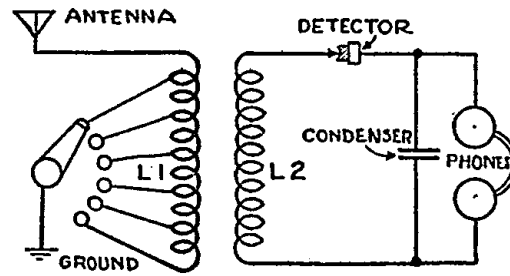 ANTENNA
DETECTOR
CONDENSER
PHONES
L1
L2
GROUND